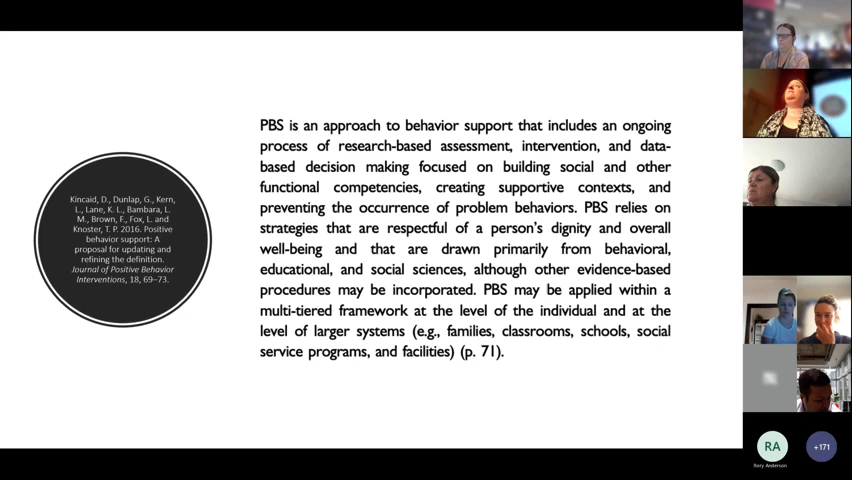 Kincaid, D., Dunlap, G., Kern,
L., Lane, K. L., Bambara, L.
M., Brown, F., Fox, L. and
Knoster, T. P. 2016. Positive
behavior support: A
proposal for updating and
refining the definition.
Journal of Positive Behavior
Interventions, 18, 69–73.
PBS is an approach to behavior support that includes an ongoing
process of research-based assessment, intervention, and data-
based decision making focused on building social and other
functional competencies, creating supportive contexts, and
preventing the occurrence of problem behaviors. PBS relies on
strategies that are respectful of a person's dignity and overall
well-being and that are drawn primarily from behavioral,
educational, and social sciences, although other evidence-based
procedures may be incorporated. PBS may be applied within a
multi-tiered framework at the level of the individual and at the
level of larger systems (e.g., families, classrooms, schools, social
service programs, and facilities) (p. 71).
RA
Rory Anderson
+171